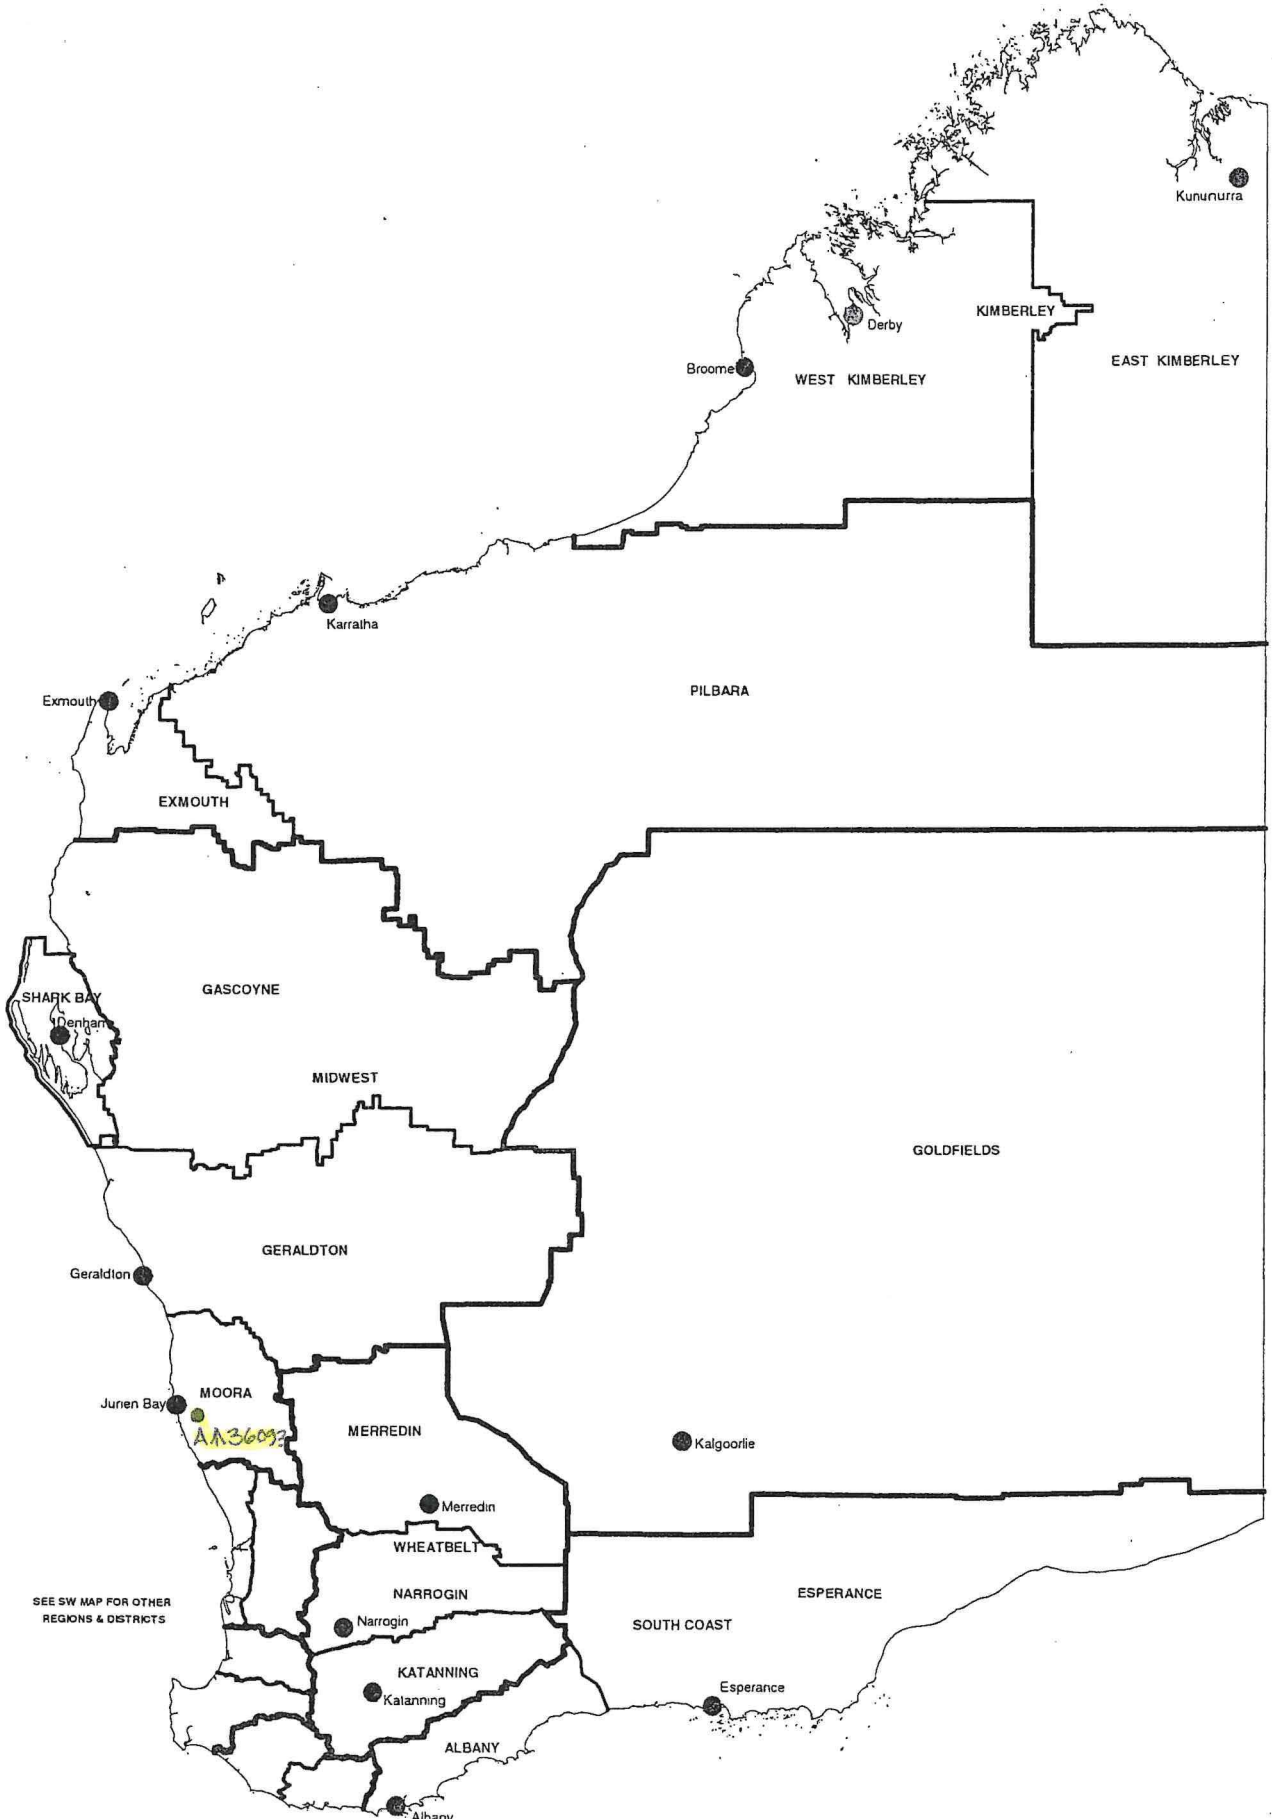 Kununurra
KIMBERLEY
Derby
EAST KIMBERLEY
Broome
WEST KIMBERLEY
Karratha
Exmouth
PILBARA
EXMOUTH
SHARK BAY
GASCOYNE
Denham
MIDWEST
GOLDFIELDS
GERALDTON
Geraldton
MOORA
Jurien Bay
MERREDIN
AA36093
Kalgoorlie
Merredin
WHEATBELT
NARROGIN
ESPERANCE
SEE SW MAP FOR OTHER
REGIONS & DISTRICTS
Narrogin
SOUTH COAST
KATANNING
Katanning
Esperance
ALBANY
Albany